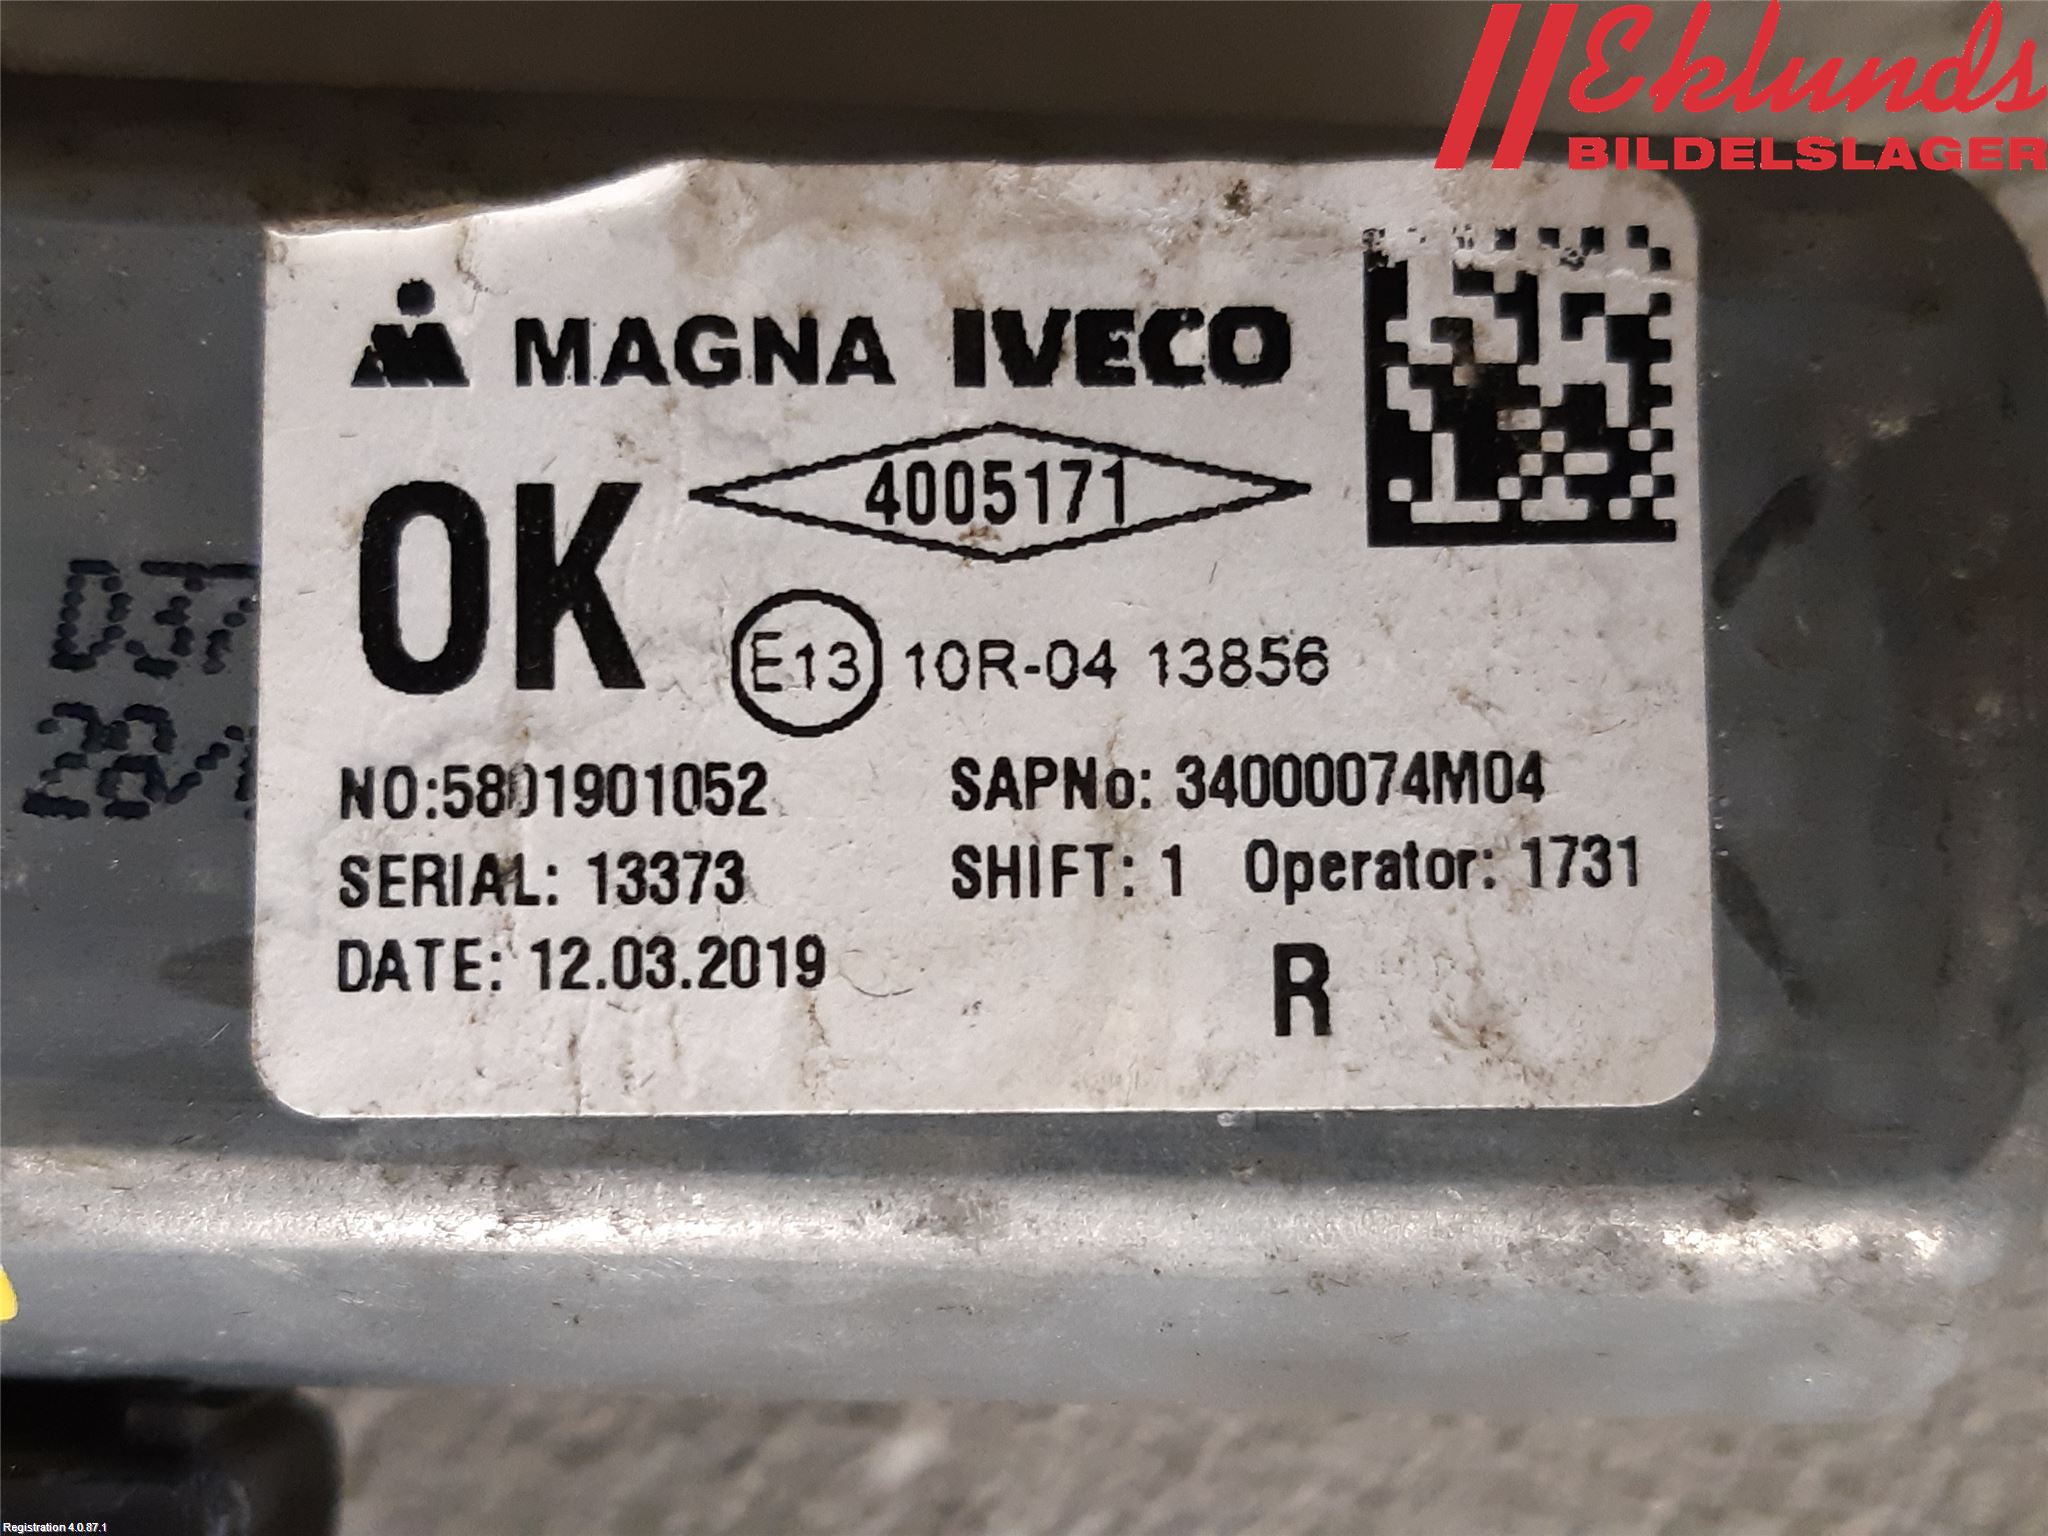 Eklunds
BILDELSLAGER
MAGNA IVECO
4005171
OK
E13 10R-04 13856
NO:5801901052 SAPNo: 34000074M04
SERIAL: 13373 SHIFT: 1 Operator: 1731
DATE: 12.03.2019
R
Registration 4.0.87.1